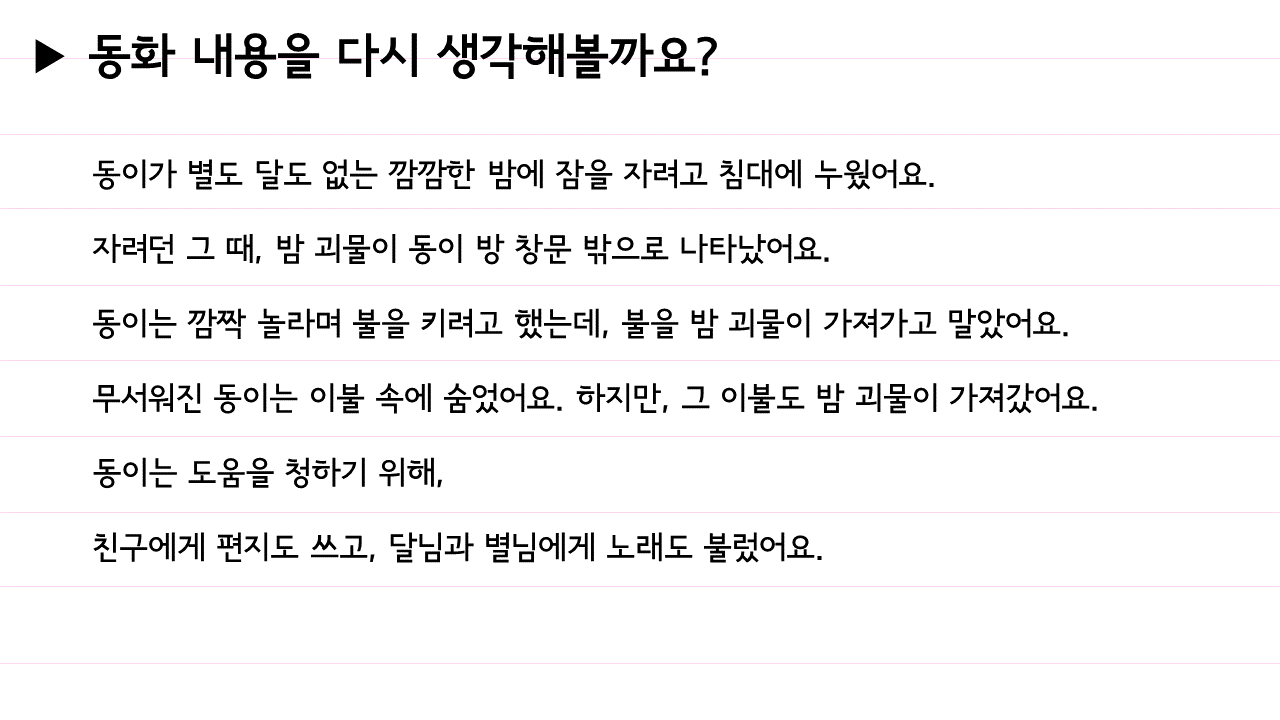 ▶ 동화 내용을 다시 생각해볼까요?
동이가 별도 달도 없는 깜깜한 밤에 잠을 자려고 침대에 누웠어요.
자려던 그 때, 밤 괴물이 동이 방 창문 밖으로 나타났어요.
동이는 깜짝 놀라며 불을 키려고 했는데, 불을 밤 괴물이 가져가고 말았어요.
무서워진 동이는 이불 속에 숨었어요. 하지만, 그 이불도 밤 괴물이 가져갔어요.
동이는 도움을 청하기 위해,
친구에게 편지도 쓰고, 달님과 별님에게 노래도 불렀어요.